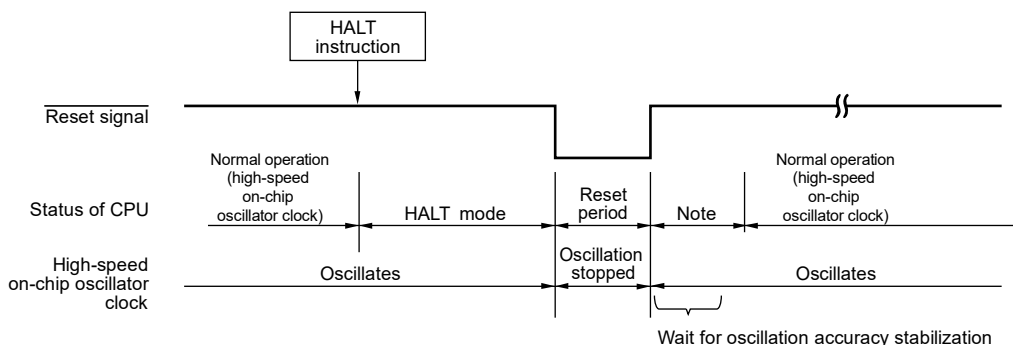 HALT
instruction
Reset signal
Normal operation
(high-speed
on-chip
oscillator clock)
Status of CPU
HALT mode
Reset
period
Note
Normal operation
(high-speed
on-chip
oscillator clock)
High-speed
on-chip oscillator
clock
Oscillates
Oscillation
stopped
Oscillates
Wait for oscillation accuracy stabilization